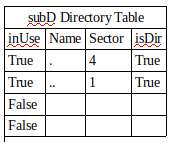 subD Directory Table
inUse Name Sector isDir
True . 4 True
True .. 1 True
False
False